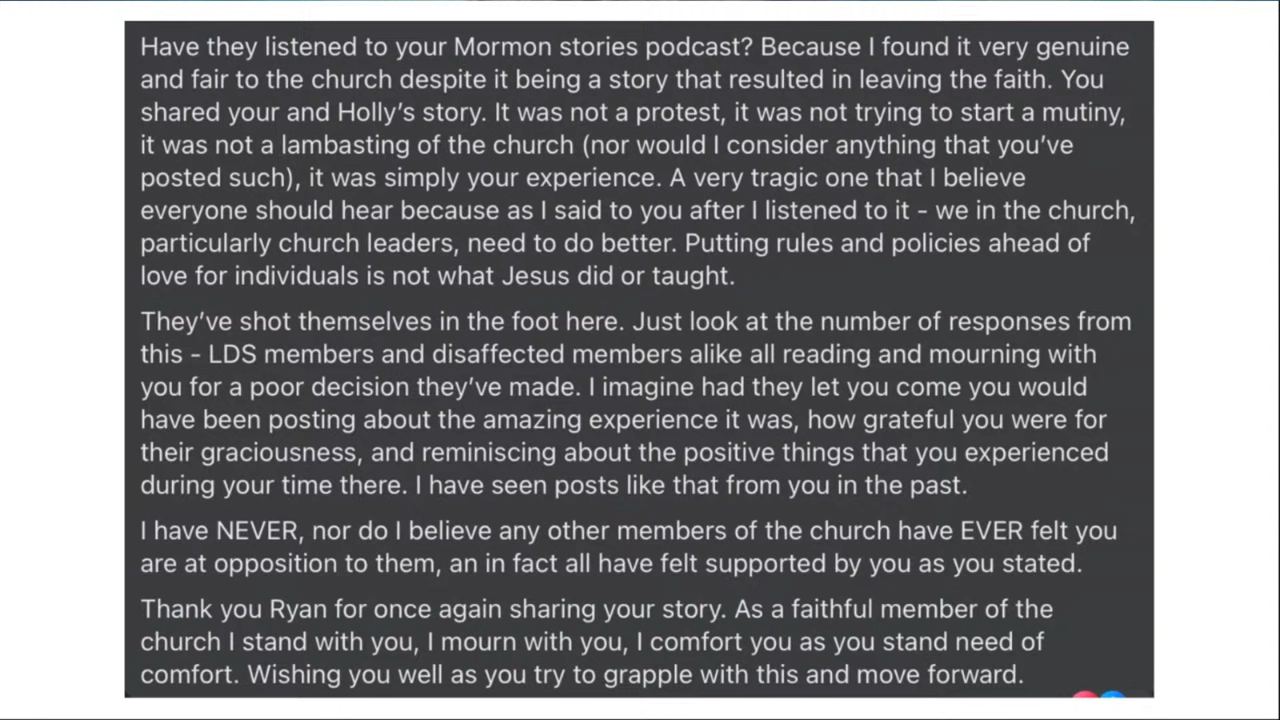 Have they listened to your Mormon stories podcast? Because I found it very genuine
and fair to the church despite it being a story that resulted in leaving the faith. You
shared your and Holly’s story. It was not a protest, it was not trying to start a mutiny,
it was not a lambasting of the church (nor would I consider anything that you’ve
posted such), it was simply your experience. A very tragic one that I believe
everyone should hear because as I said to you after I listened to it - we in the church,
particularly church leaders, need to do better. Putting rules and policies ahead of
love for individuals is not what Jesus did or taught.
They’ve shot themselves in the foot here. Just look at the number of responses from
this - LDS members and disaffected members alike all reading and mourning with
you for a poor decision they’ve made. I imagine had they let you come you would
have been posting about the amazing experience it was, how grateful you were for
their graciousness, and reminiscing about the positive things that you experienced
during your time there. I have seen posts like that from you in the past.
I have NEVER, nor do I believe any other members of the church have EVER felt you
are at opposition to them, an in fact all have felt supported by you as you stated.
Thank you Ryan for once again sharing your story. As a faithful member of the
church I stand with you, I mourn with you, I comfort you as you stand need of
comfort. Wishing you well as you try to grapple with this and move forward.